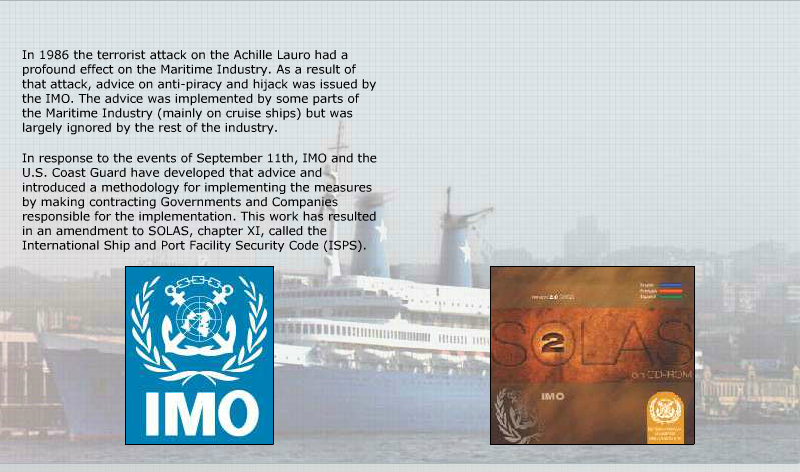 In 1986 the terrorist attack on the Achille Lauro had a
profound effect on the Maritime Industry. As a result of
that attack, advice on anti-piracy and hijack was issued by
the IMO. The advice was implemented by some parts of
the Maritime Industry (mainly on cruise ships) but was
largely ignored by the rest of the industry.
In response to the events of September 11th, IMO and the
U.S. Coast Guard have developed that advice and
introduced a methodology for implementing the measures
by making contracting Governments and Companies
responsible for the implementation. This work has resulted
in an amendment to SOLAS, chapter XI, called the
International Ship and Port Facility Security Code (ISPS).
IMO
SOLAS
2
on CD-ROM
IMO